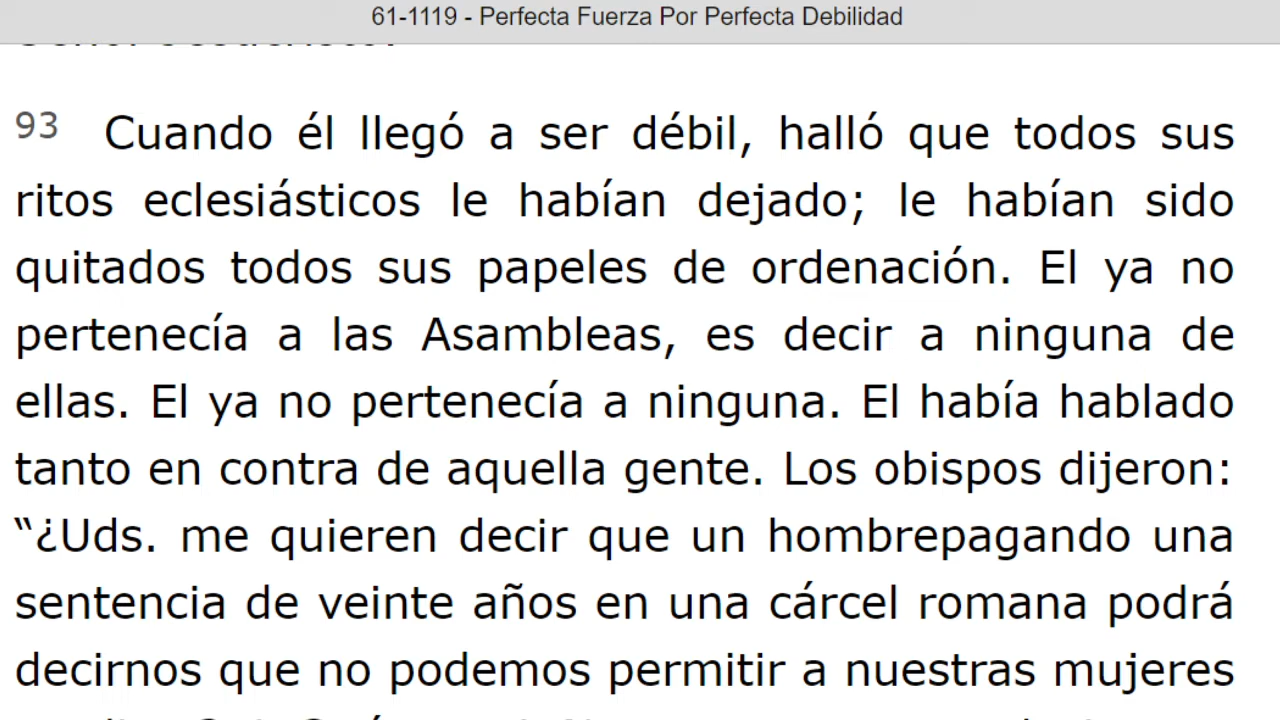 61-1119 - Perfecta Fuerza Por Perfecta Debilidad
93 Cuando él llegó a ser débil, halló que todos sus
ritos eclesiásticos le habían dejado; le habían sido
quitados todos sus papeles de ordenación. El ya no
pertenecía a las Asambleas, es decir a ninguna de
ellas. El ya no pertenecía a ninguna. El había hablado
tanto en contra de aquella gente. Los obispos dijeron:
“¿Uds. me quieren decir que un hombrepagando una
sentencia de veinte años en una cárcel romana podrá
decirnos que no podemos permitir a nuestras mujeres